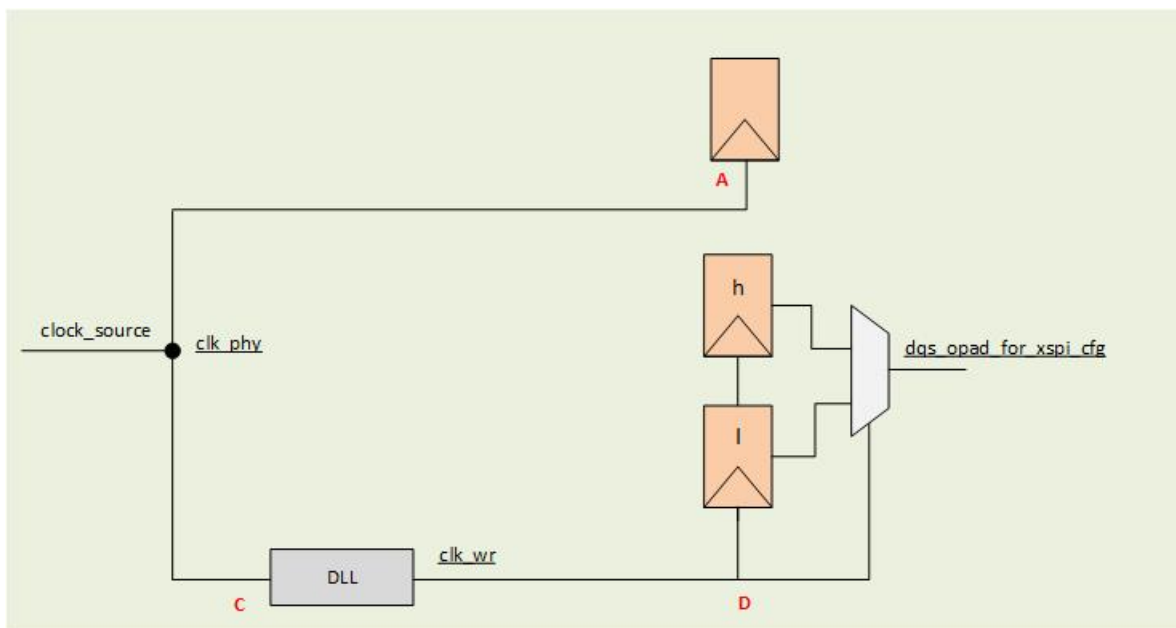 A
h
clock_source
clk_phy
dqs_opad_for_xspi_cfg
l
clk_wr
DLL
C
D